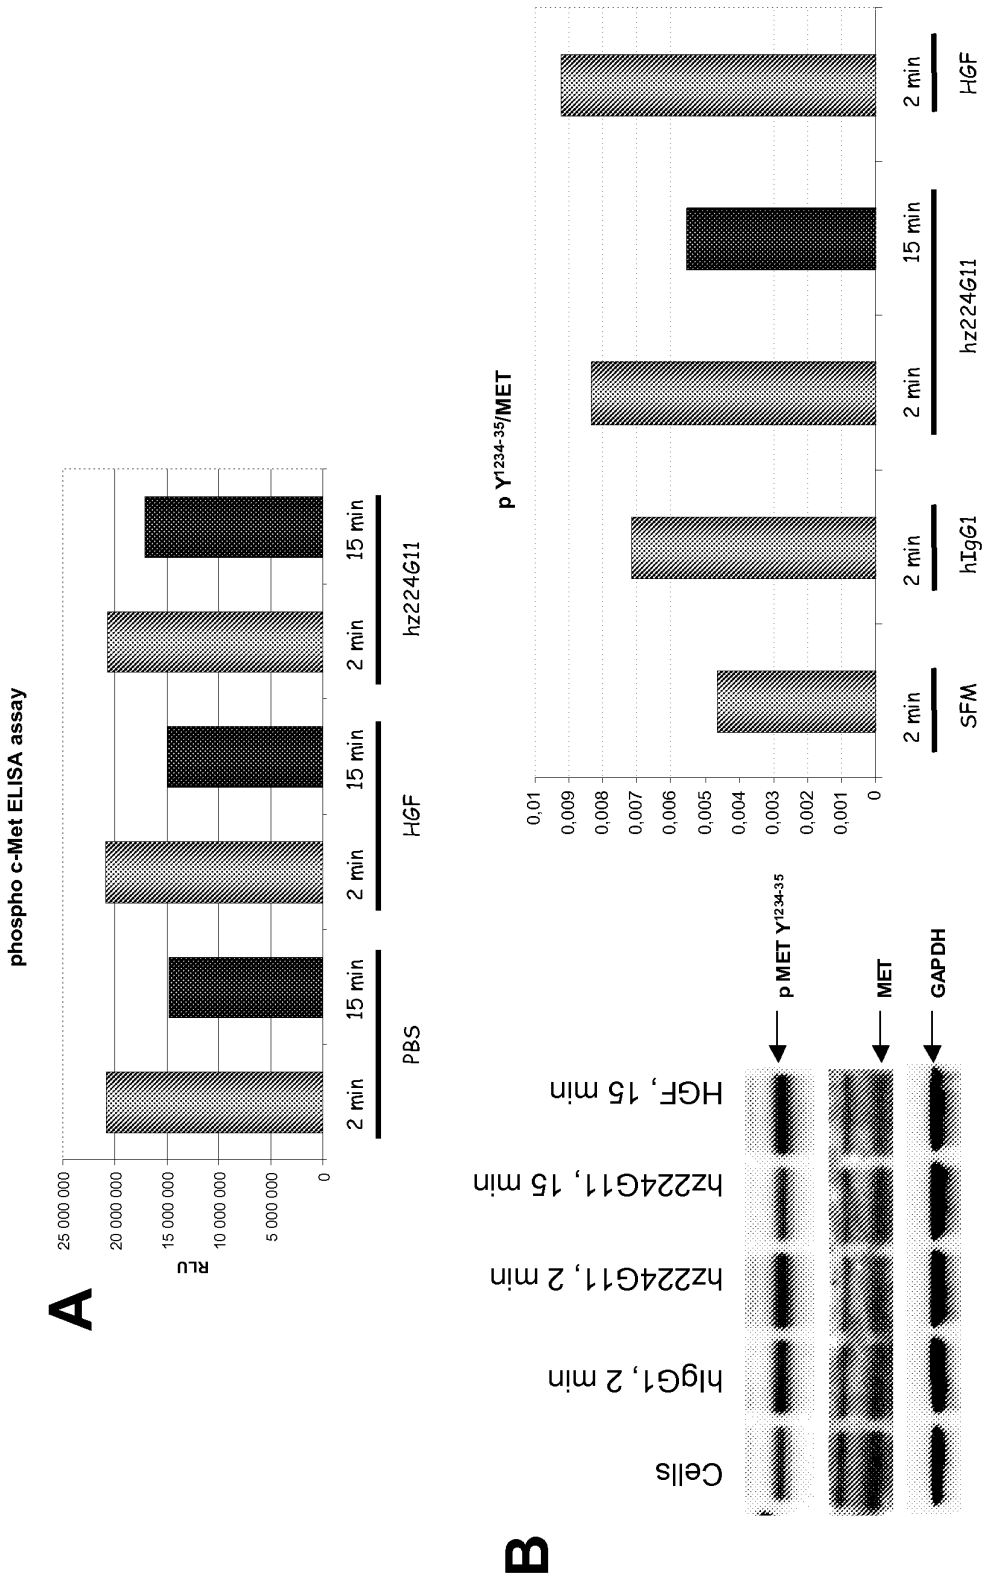 A
phospho c-Met ELISA assay
RLU
25 000 000
20 000 000
15 000 000
10 000 000
5 000 000
0
2 min 15 min 2 min 15 min 2 min 15 min
PBS HGF hz224G11
B
Cells
hIgG1, 2 min
hz224G11, 2 min
hz224G11, 15 min
HGF, 15 min
p MET Y1234-35
MET
GAPDH
p Y1234-35/MET
0,01
0,009
0,008
0,007
0,006
0,005
0,004
0,003
0,002
0,001
0
2 min 2 min 2 min 15 min 2 min
SFM hIgG1 hz224G11 HGF